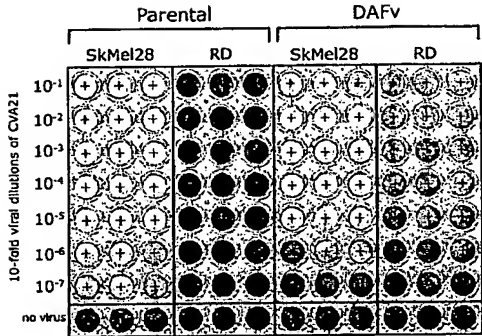 Parental DAFv
SkMel28 RD SkMel28 RD
10-fold viral dilutions of CVA21
10-1
10-2
10-3
10-4
10-5
10-6
10-7
no virus